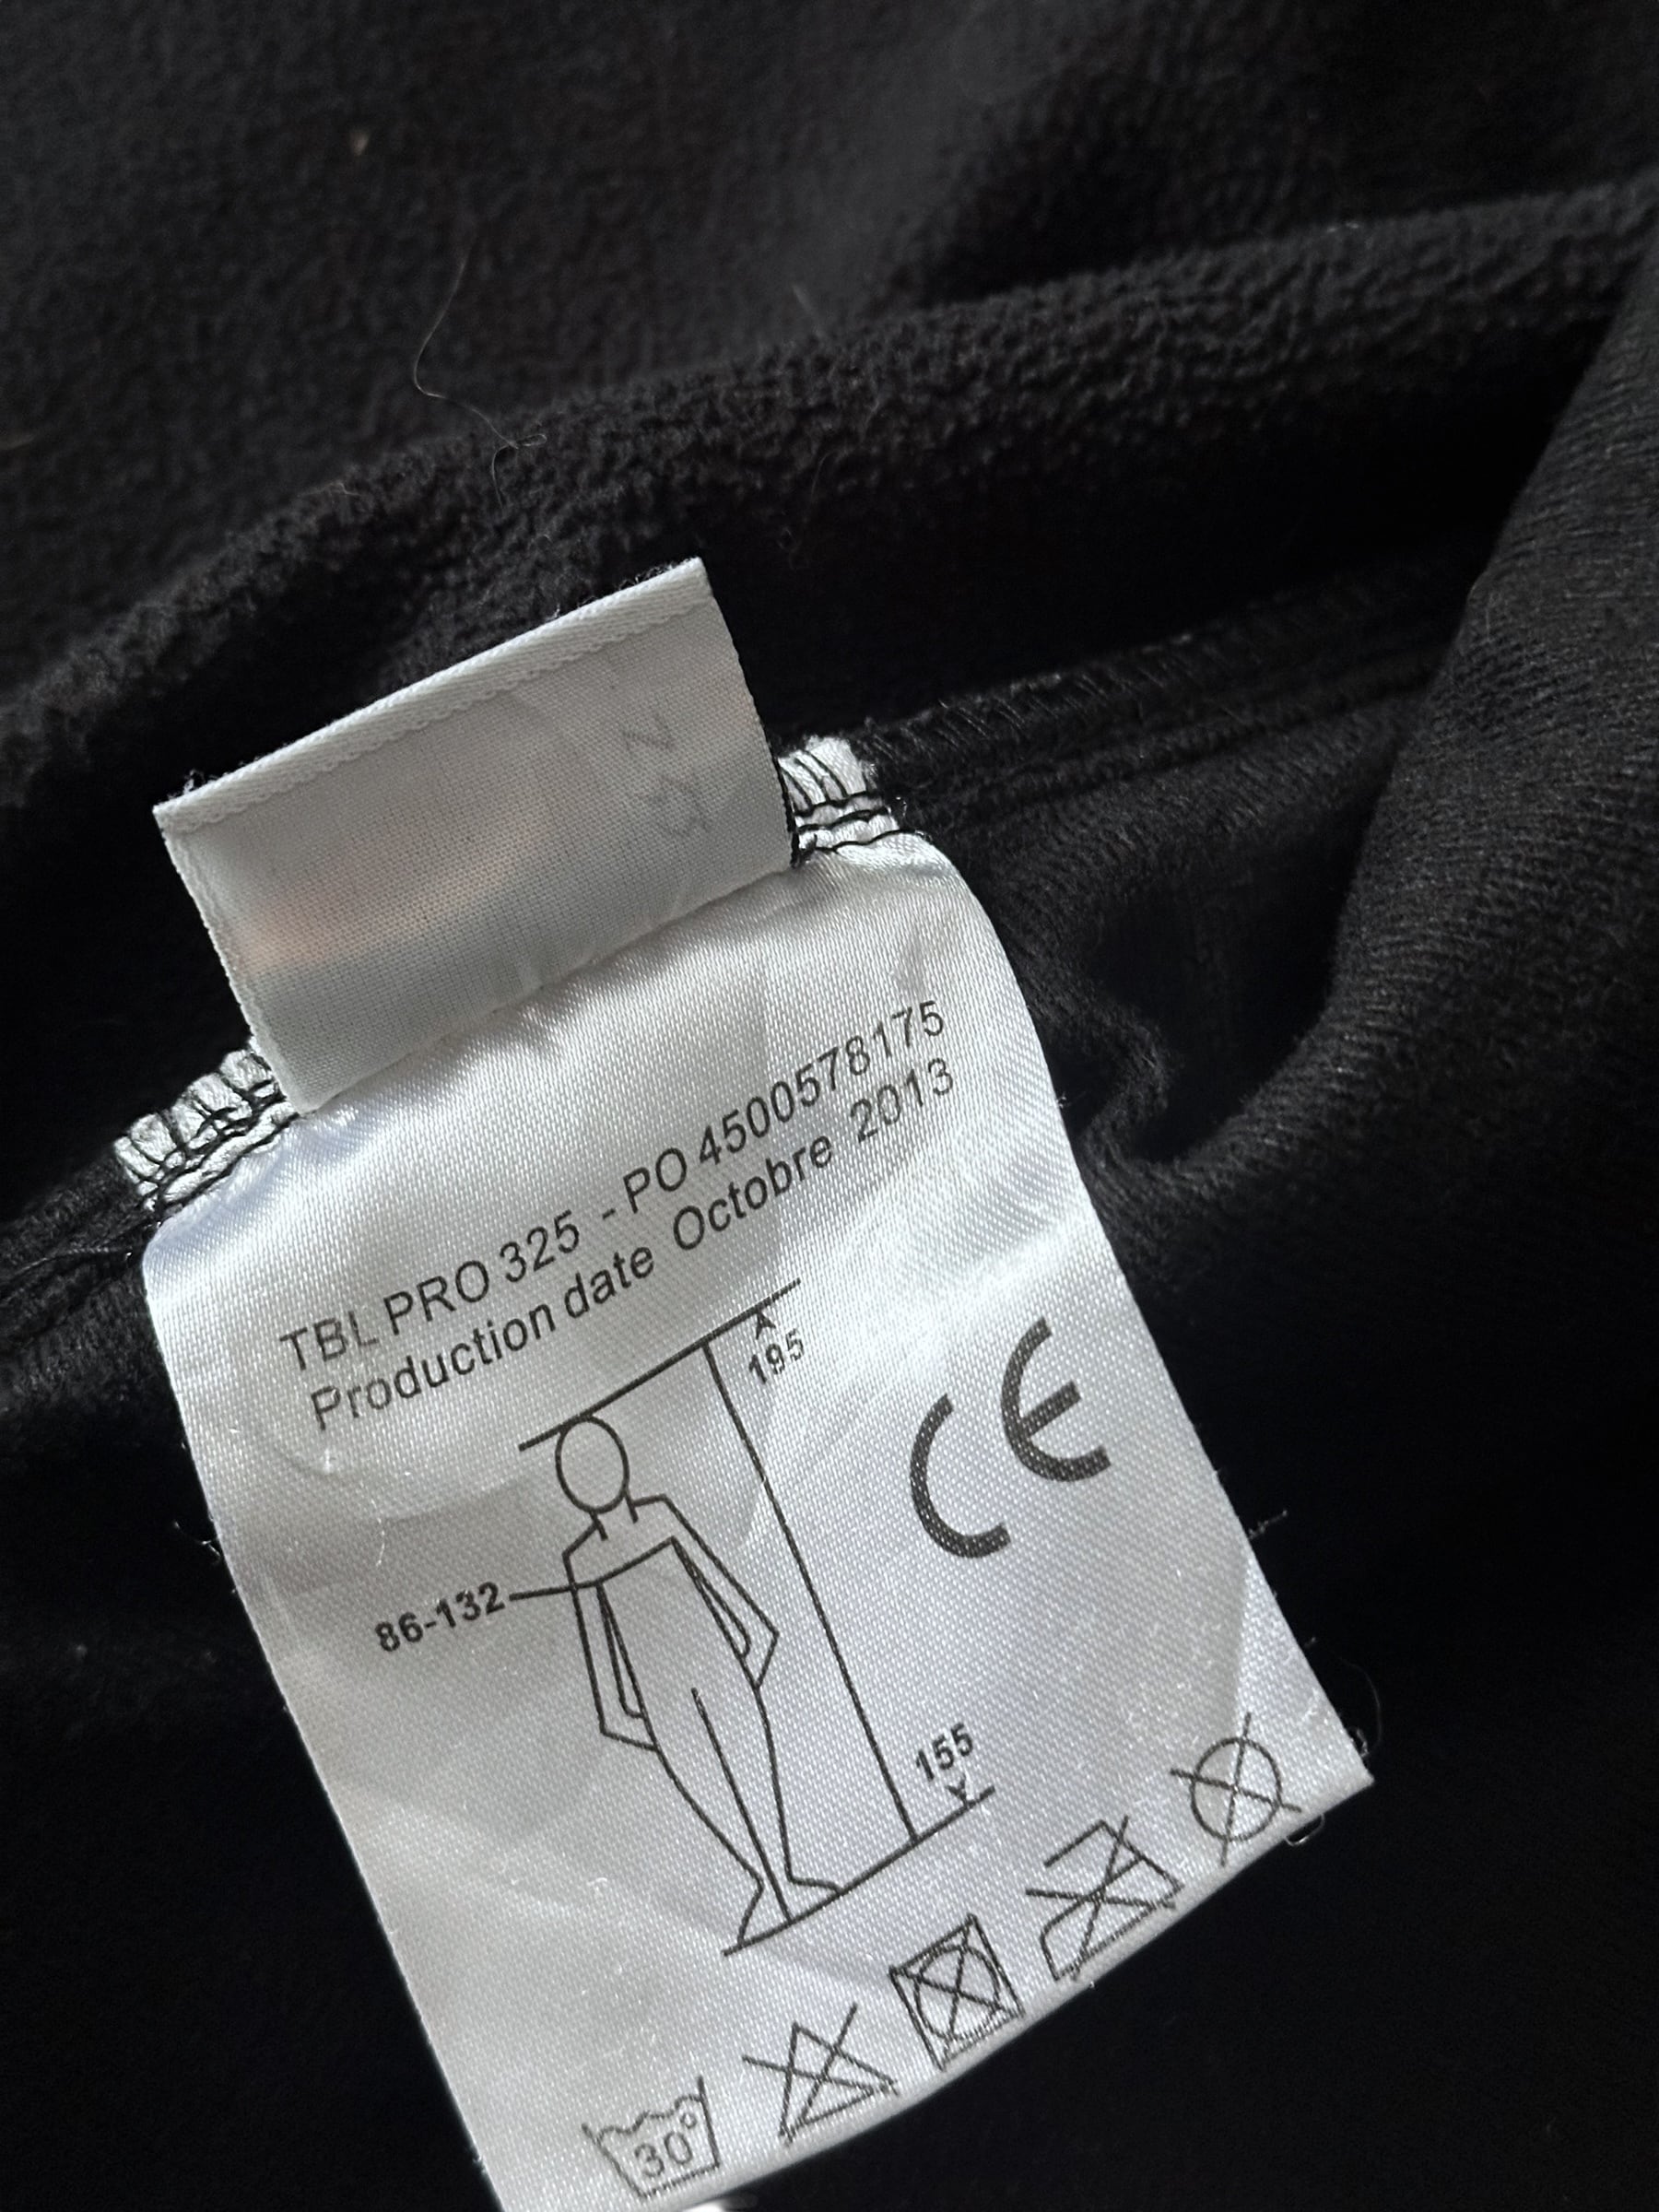 TBL PRO 325 - PO 4500578175
Production date Octobre 2013
195
CE
86-132
155
30°